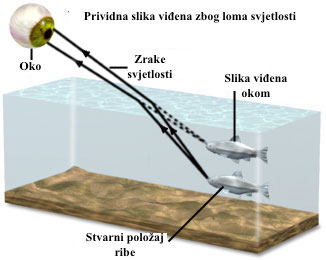 Prividna slika viđena zbog loma svjetlosti
Oko
Zrake
svjetlosti
Slika viđena
okom
Stvarni položaj
ribe